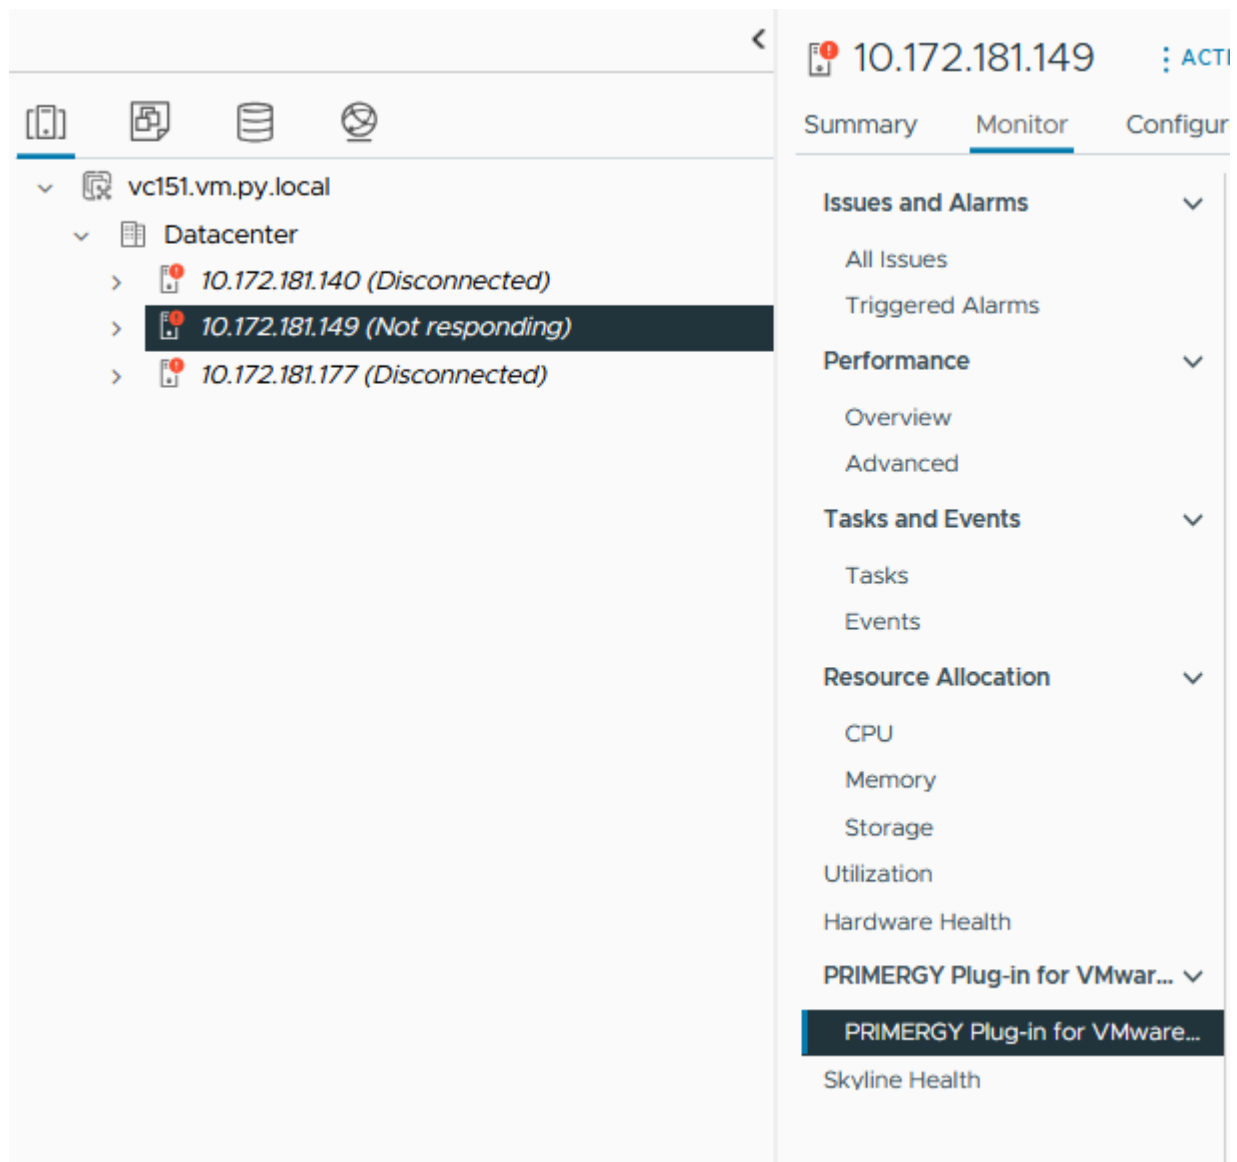 10.172.181.149
ACTI
Summary Monitor Configur
vc151.vm.py.local
Datacenter
10.172.181.140 (Disconnected)
10.172.181.149 (Not responding)
10.172.181.177 (Disconnected)
Issues and Alarms
All Issues
Triggered Alarms
Performance
Overview
Advanced
Tasks and Events
Tasks
Events
Resource Allocation
CPU
Memory
Storage
Utilization
Hardware Health
PRIMERGY Plug-in for VMwar...
PRIMERGY Plug-in for VMware...
Skyline Health